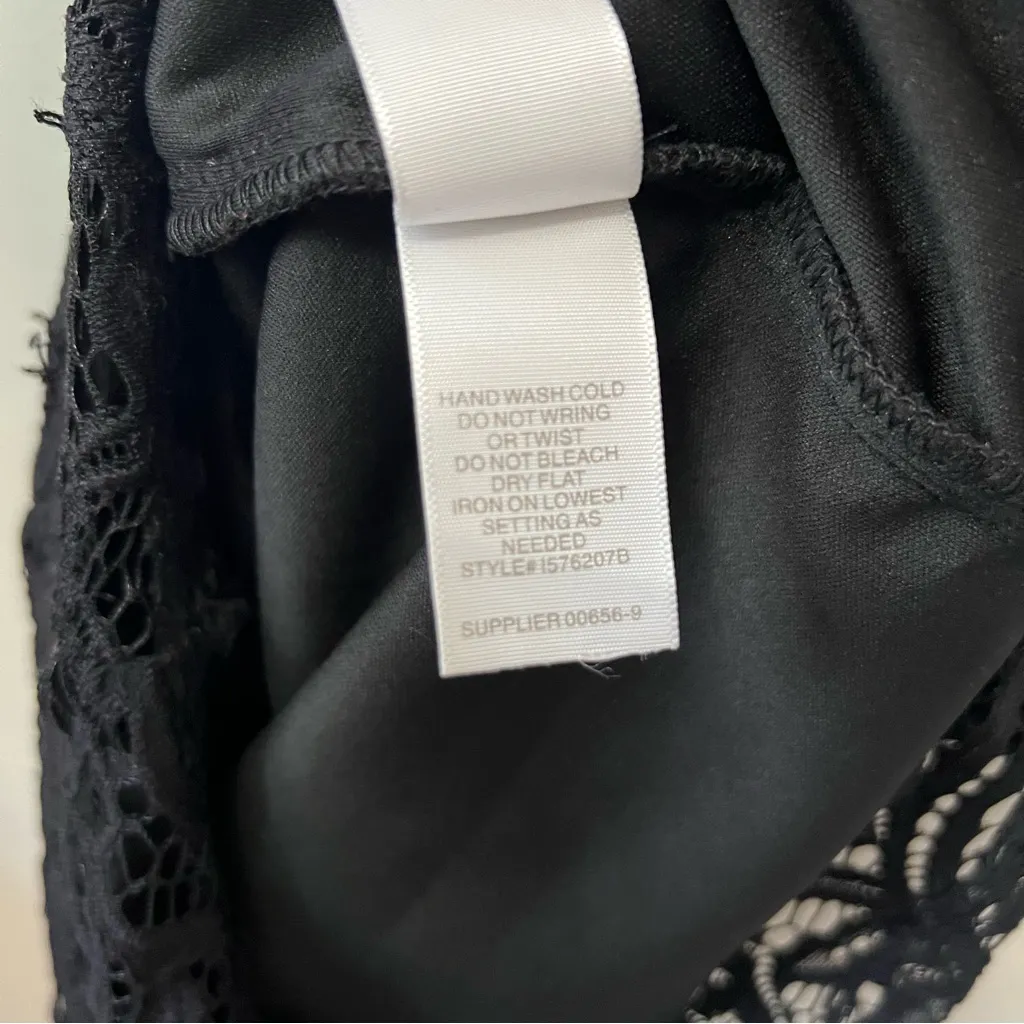 HAND WASH COLD
DO NOT WRING
OR TWIST
DO NOT BLEACH
DRY FLAT
IRON ON LOWEST
SETTING AS
NEEDED
STYLE# I576207B
SUPPLIER 00656-9